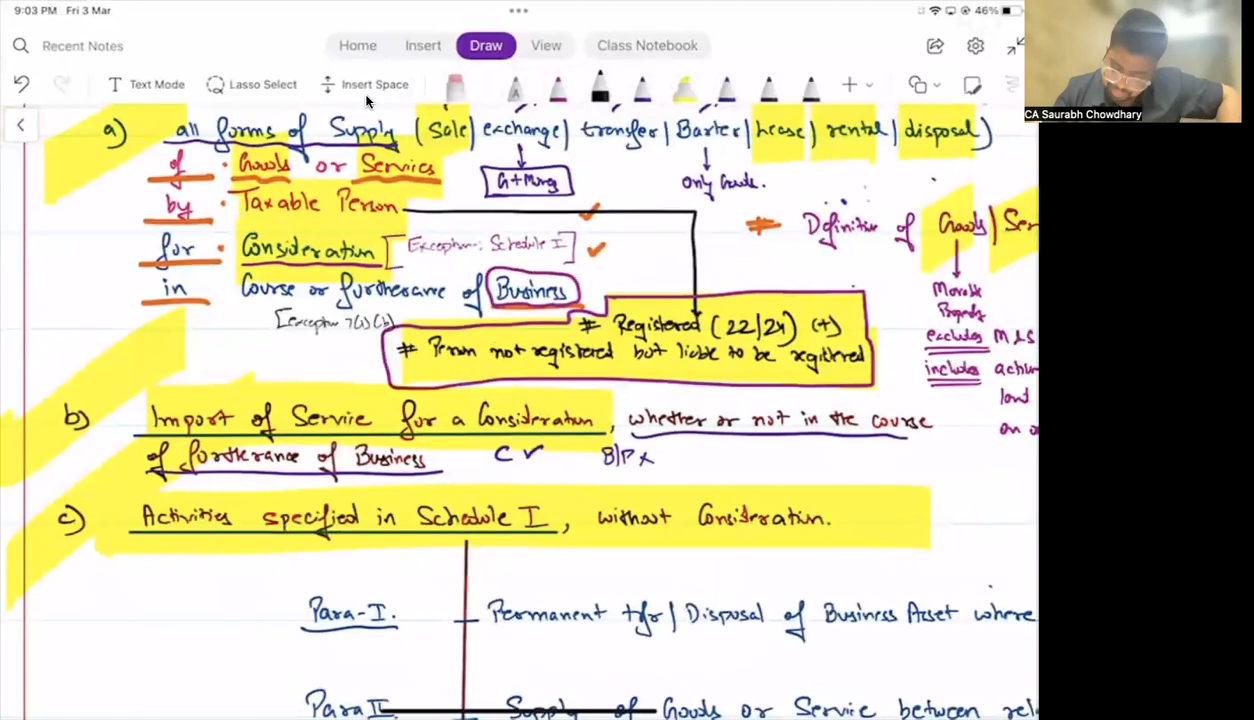 9:03 PM Fri 3 Mar
46%
Recent Notes
Home Insert Draw View Class Notebook
Text Mode Lasso Select Insert Space
CA Saurabh Chowdhary
a) all forms of Supply (Sale/ exchange/ transfer/ Barter/ Lease/ rental/ disposal)
of Goods or Services
G+Mrng
only Goods.
by Taxable Person
Definition of Goods/ Ser
for Consideration [Exception: Schedule I]
in Course or furtherance of Business
Movable
Property
[Exception 7(1)(b)
# Registered (22/24) (+)
excludes M&S
# Person not registered but liable to be registered
includes
land
b) Import of Service for a Consideration, whether or not in the course
of furtherance of Business C ✓ B/P x
c) Activities specified in Schedule I, without Consideration.
Para-I. Permanent tfr/ Disposal of Business Asset where
Para II Supply of Goods or Service between rel